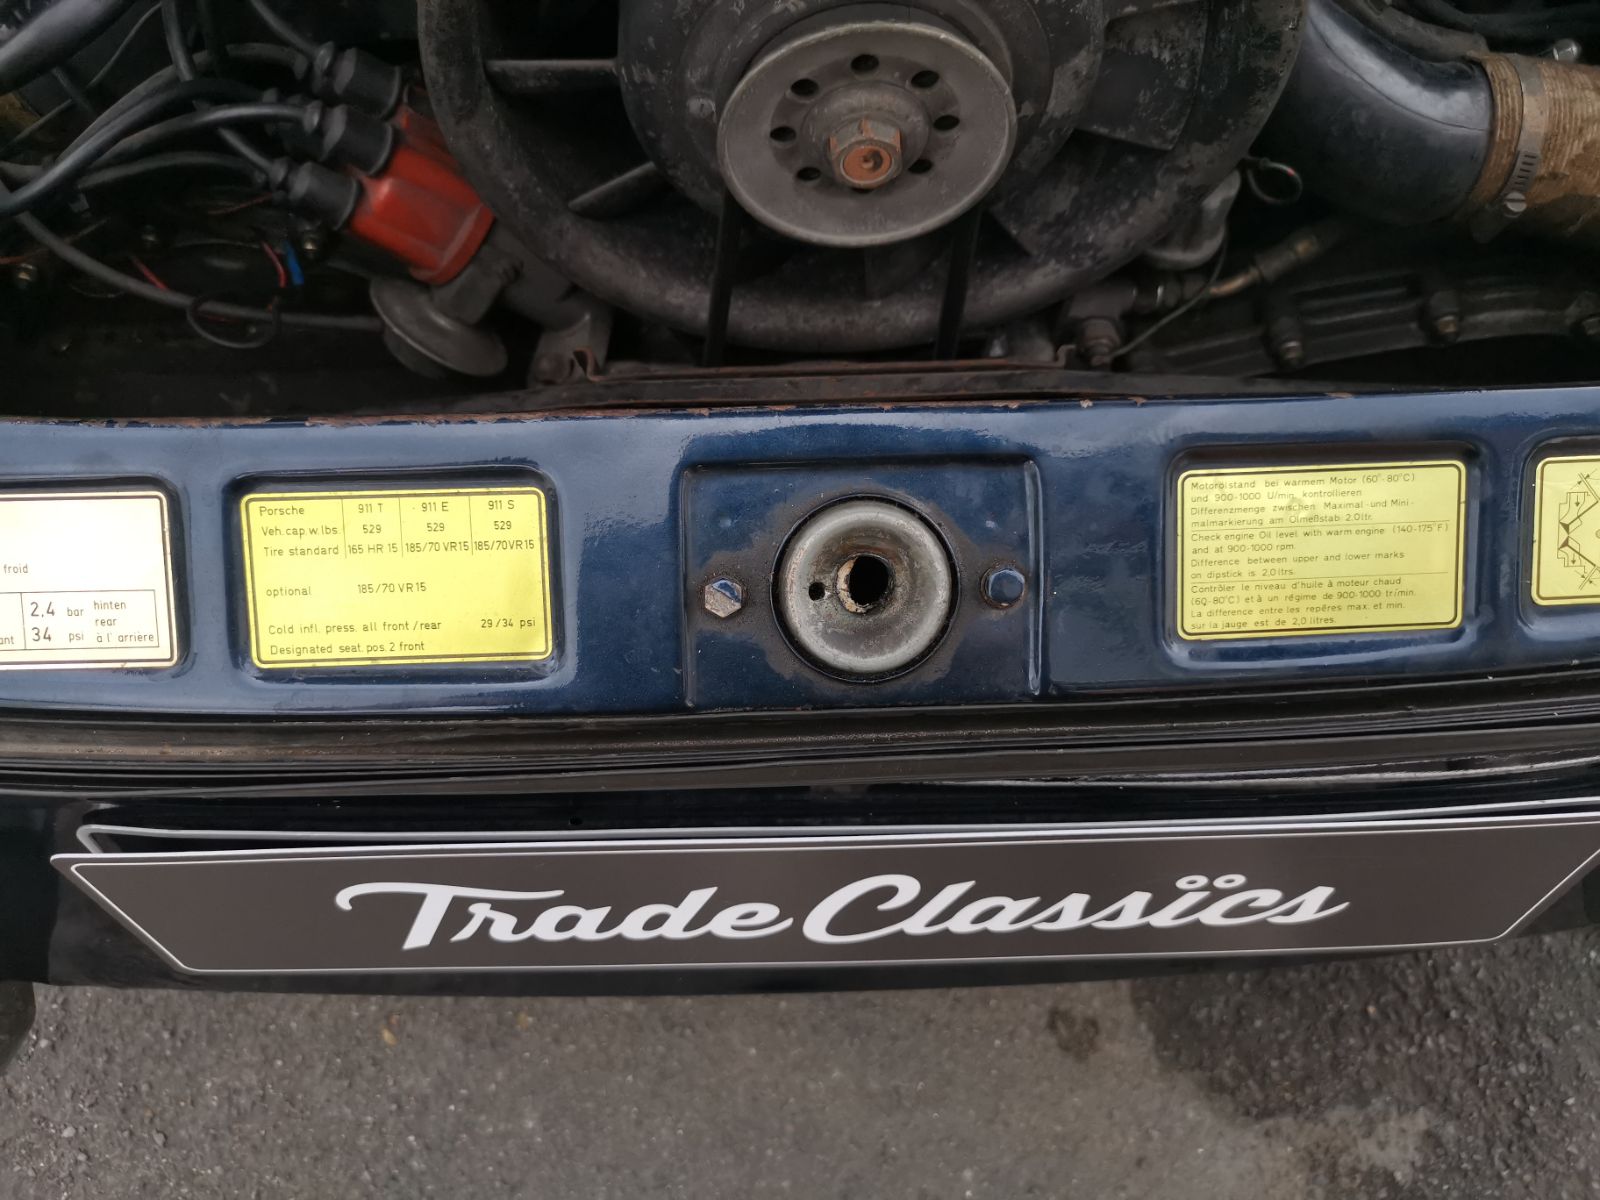 froid
2,4 bar hinten
rear
ant 34 psi à l'arrière
Porsche 911 T 911 E 911 S
Veh.cap.w.lbs. 529 529 529
Tire standard 165 HR 15 185/70 VR15 185/70VR15
optional 185/70 VR15
Cold infl. press. all front/rear 29/34 psi
Designated seat. pos. 2 front
Motorölstand bei warmem Motor (60°-80°C)
und 900-1000 U/min. kontrollieren
Differenzmenge zwischen Maximal-und Mini-
malmarkierung am Ölmeßstab 2.0 ltr.
Check engine Oil level with warm engine (140-175°F)
and at 900-1000 rpm.
Difference between upper and lower marks
on dipstick is 2.0 ltrs.
Contrôler le niveau d'huile à moteur chaud
(60-80°C) et à un régime de 900-1000 tr/min.
La difference entre les repères max. et min.
sur la jauge est de 2,0 litres.
Trade Classïcs